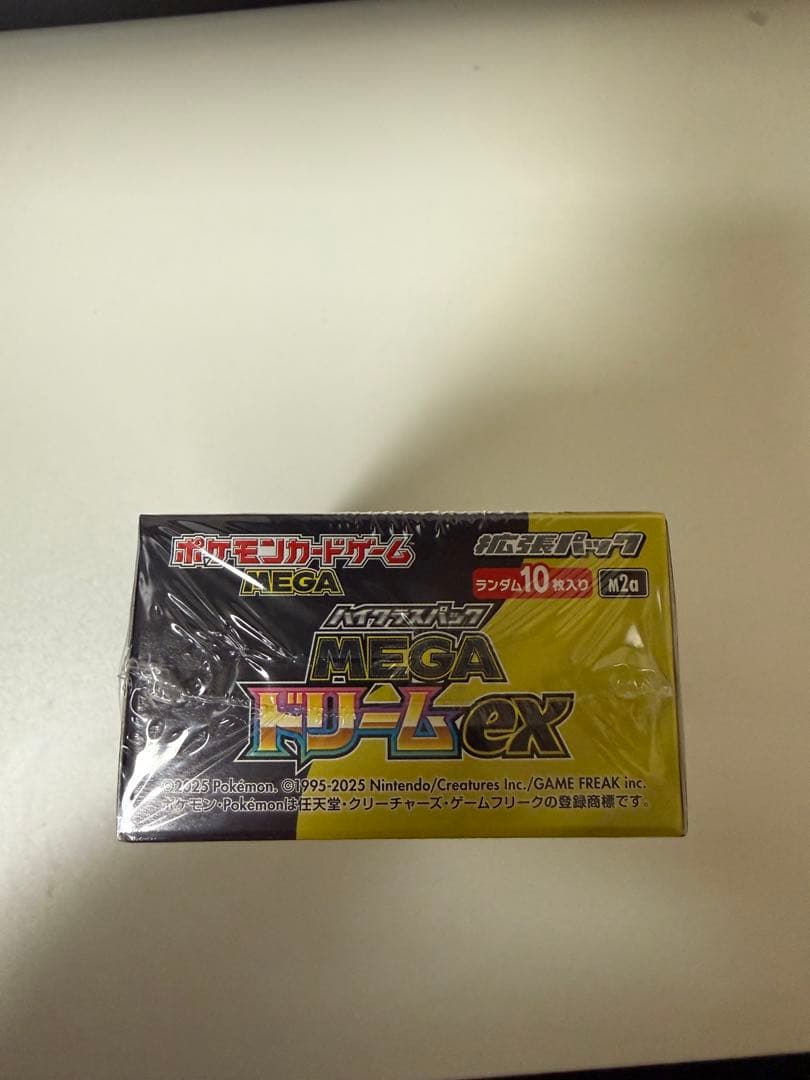 ポケモンカードゲーム 拡張パック
MEGA ランダム10枚入り M2a
ハイクラスパック
MEGA
ドリームex
©2025 Pokémon. ©1995-2025 Nintendo/Creatures Inc./GAME FREAK inc.
ポケモン・Pokémonは任天堂・クリーチャーズ・ゲームフリークの登録商標です。